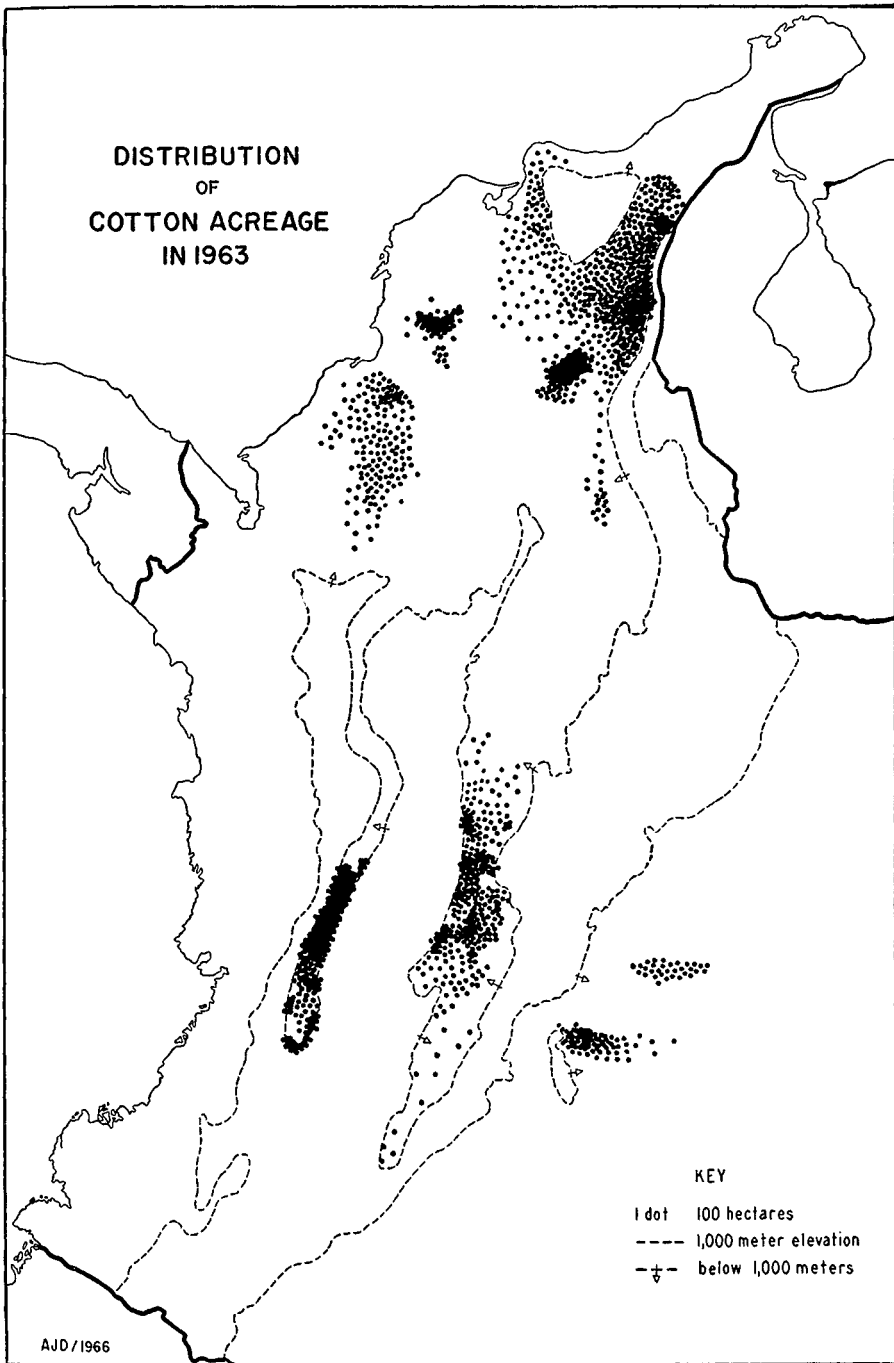 DISTRIBUTION
OF
COTTON ACREAGE
IN 1963
KEY
1 dot 100 hectares
1,000 meter elevation
below 1,000 meters
AJD/1966